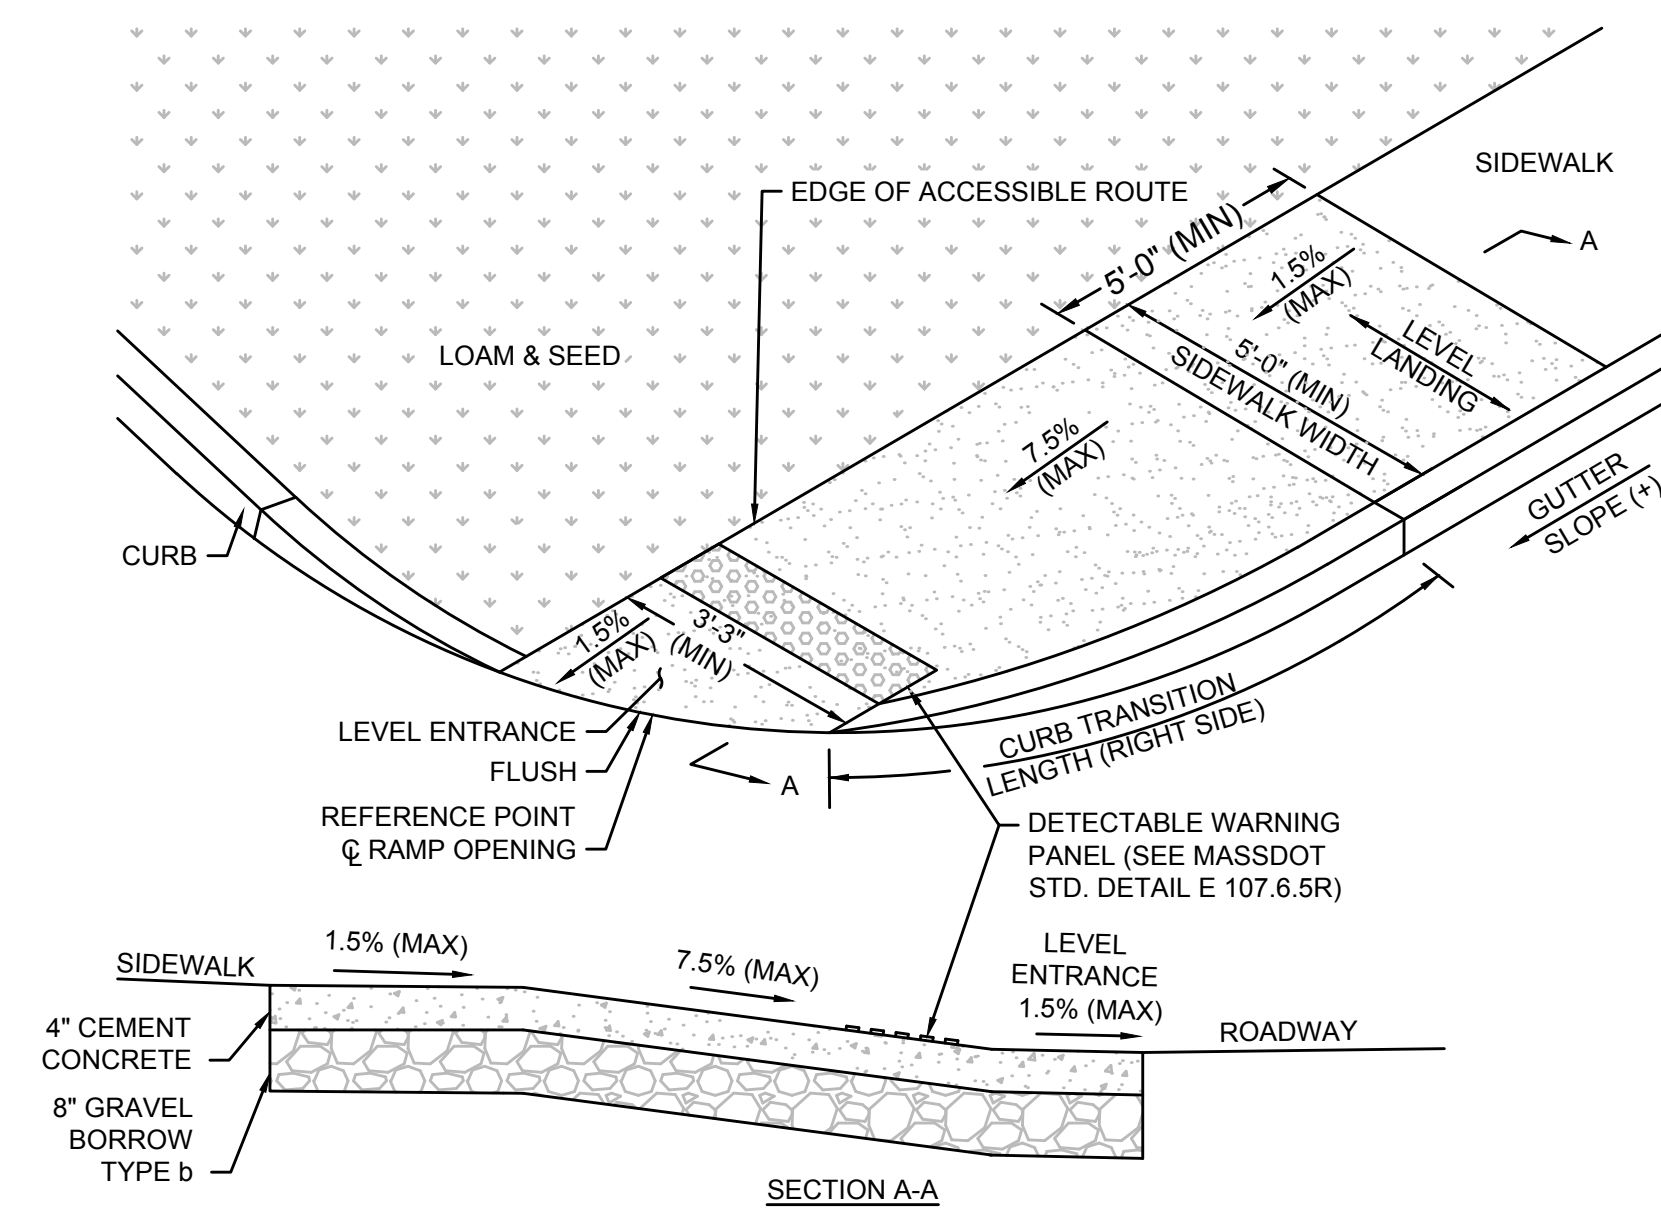 SIDEWALK
EDGE OF ACCESSIBLE ROUTE
5'-0" (MIN)
A
1.5%
(MAX)
LEVEL
LANDING
5'-0" (MIN)
SIDEWALK WIDTH
LOAM & SEED
7.5%
(MAX)
GUTTER
SLOPE (+)
CURB
1.5%
(MAX)
3'-3"
(MIN)
LEVEL ENTRANCE
FLUSH
REFERENCE POINT
℄ RAMP OPENING
A
CURB TRANSITION
LENGTH (RIGHT SIDE)
DETECTABLE WARNING
PANEL (SEE MASSDOT
STD. DETAIL E 107.6.5R)
SIDEWALK
1.5% (MAX)
7.5% (MAX)
LEVEL
ENTRANCE
1.5% (MAX)
ROADWAY
4" CEMENT
CONCRETE
8" GRAVEL
BORROW
TYPE b
SECTION A-A